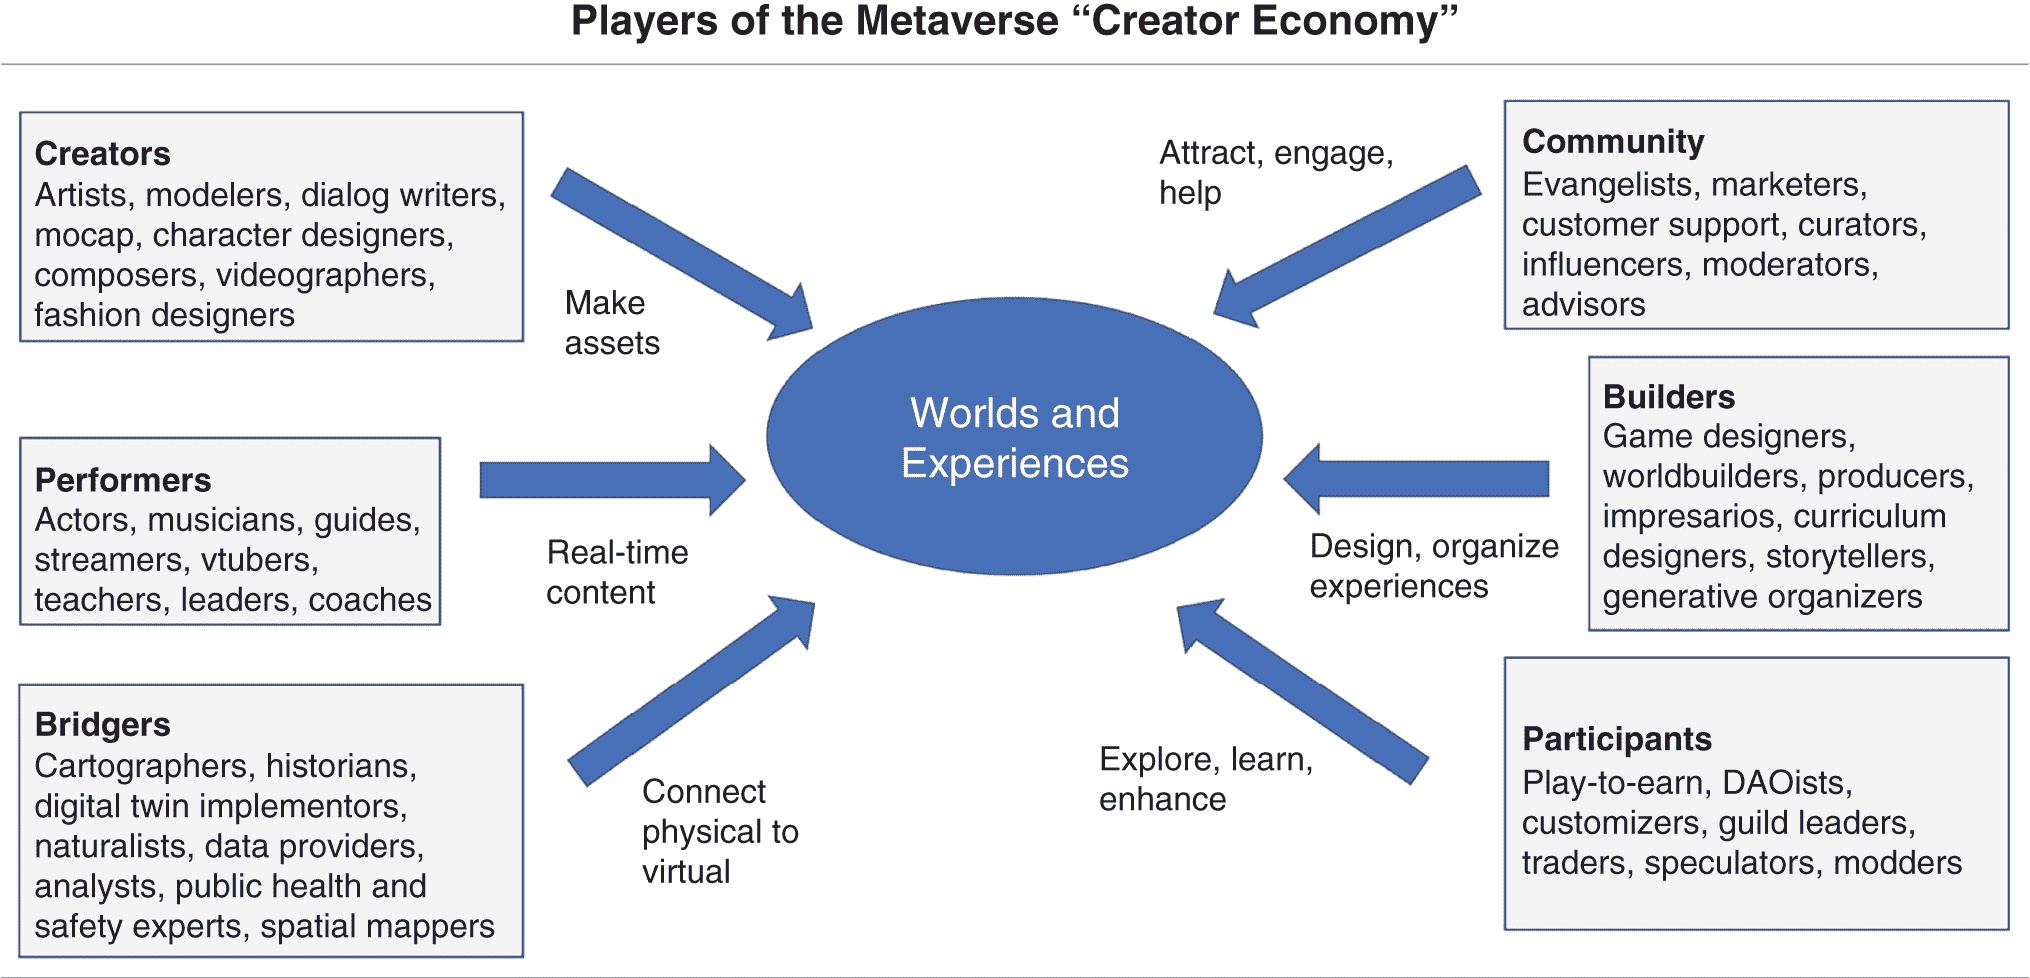 Players of the Metaverse “Creator Economy”
Creators
Artists, modelers, dialog writers,
mocap, character designers,
composers, videographers,
fashion designers
Make
assets
Performers
Actors, musicians, guides,
streamers, vtubers,
teachers, leaders, coaches
Real-time
content
Bridgers
Cartographers, historians,
digital twin implementors,
naturalists, data providers,
analysts, public health and
safety experts, spatial mappers
Connect
physical to
virtual
Worlds and
Experiences
Attract, engage,
help
Community
Evangelists, marketers,
customer support, curators,
influencers, moderators,
advisors
Design, organize
experiences
Builders
Game designers,
worldbuilders, producers,
impresarios, curriculum
designers, storytellers,
generative organizers
Explore, learn,
enhance
Participants
Play-to-earn, DAOists,
customizers, guild leaders,
traders, speculators, modders